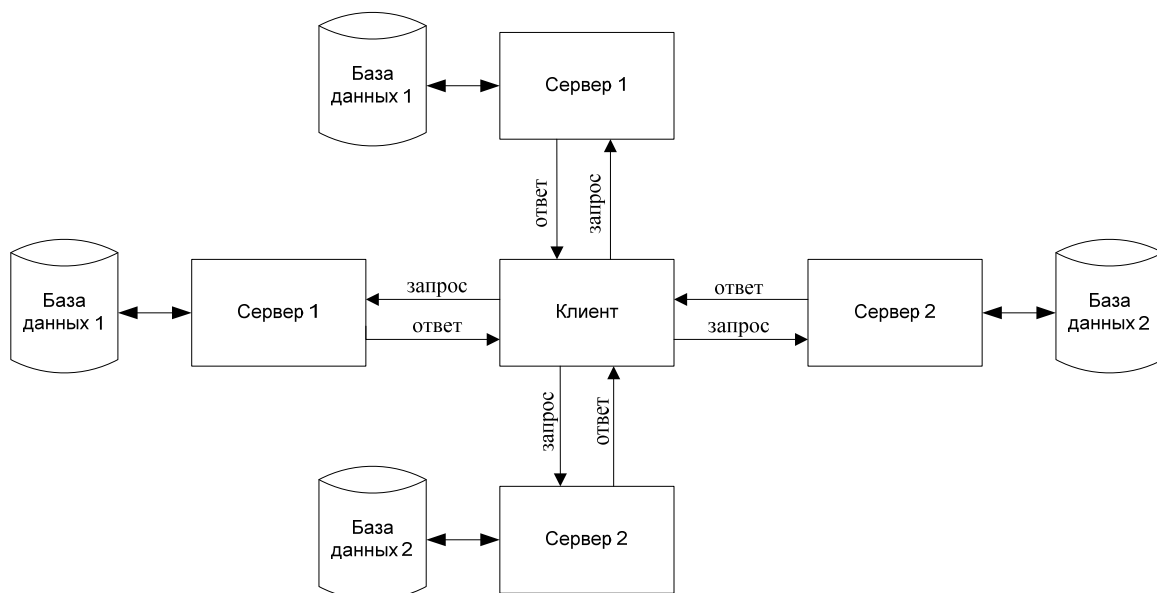 База
данных 1
Сервер 1
ответ
запрос
База
данных 1
Сервер 1
запрос
ответ
Клиент
ответ
запрос
Сервер 2
База
данных 2
запрос
ответ
База
данных 2
Сервер 2